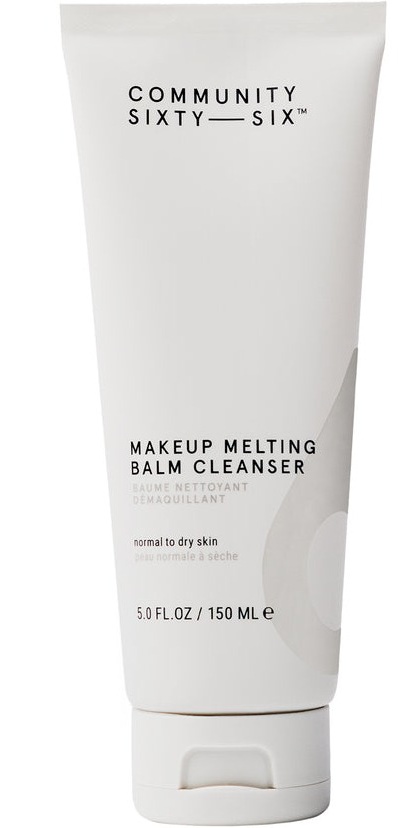 COMMUNITY
SIXTY—SIX™
MAKEUP MELTING
BALM CLEANSER
BAUME NETTOYANT
DÉMAQUILLANT
normal to dry skin
peau normale à sèche
5.0 FL.OZ / 150 ML ℮